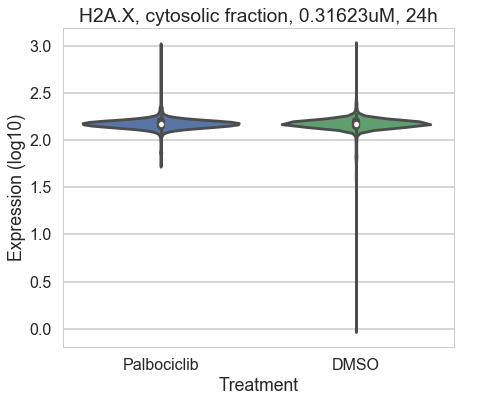 H2A.X, cytosolic fraction, 0.31623uM, 24h
Expression (log10)
3.0
2.5
2.0
1.5
1.0
0.5
0.0
Palbociclib DMSO
Treatment